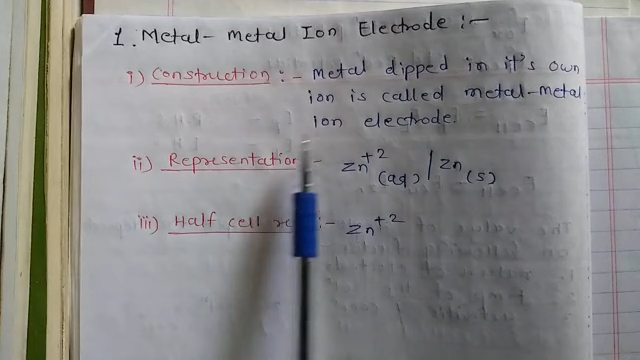 1. Metal - metal Ion Electrode :-
i) Construction :- Metal dipped in it's own
ion is called metal-metal
ion electrode.
ii) Representation - Zn+2 (aq) / Zn (s)
iii) Half cell :- Zn+2